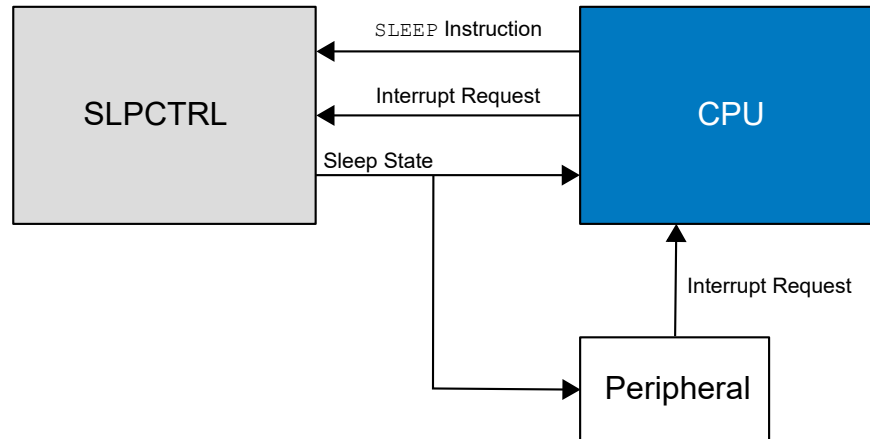 SLEEP Instruction
SLPCTRL
Interrupt Request
CPU
Sleep State
Interrupt Request
Peripheral